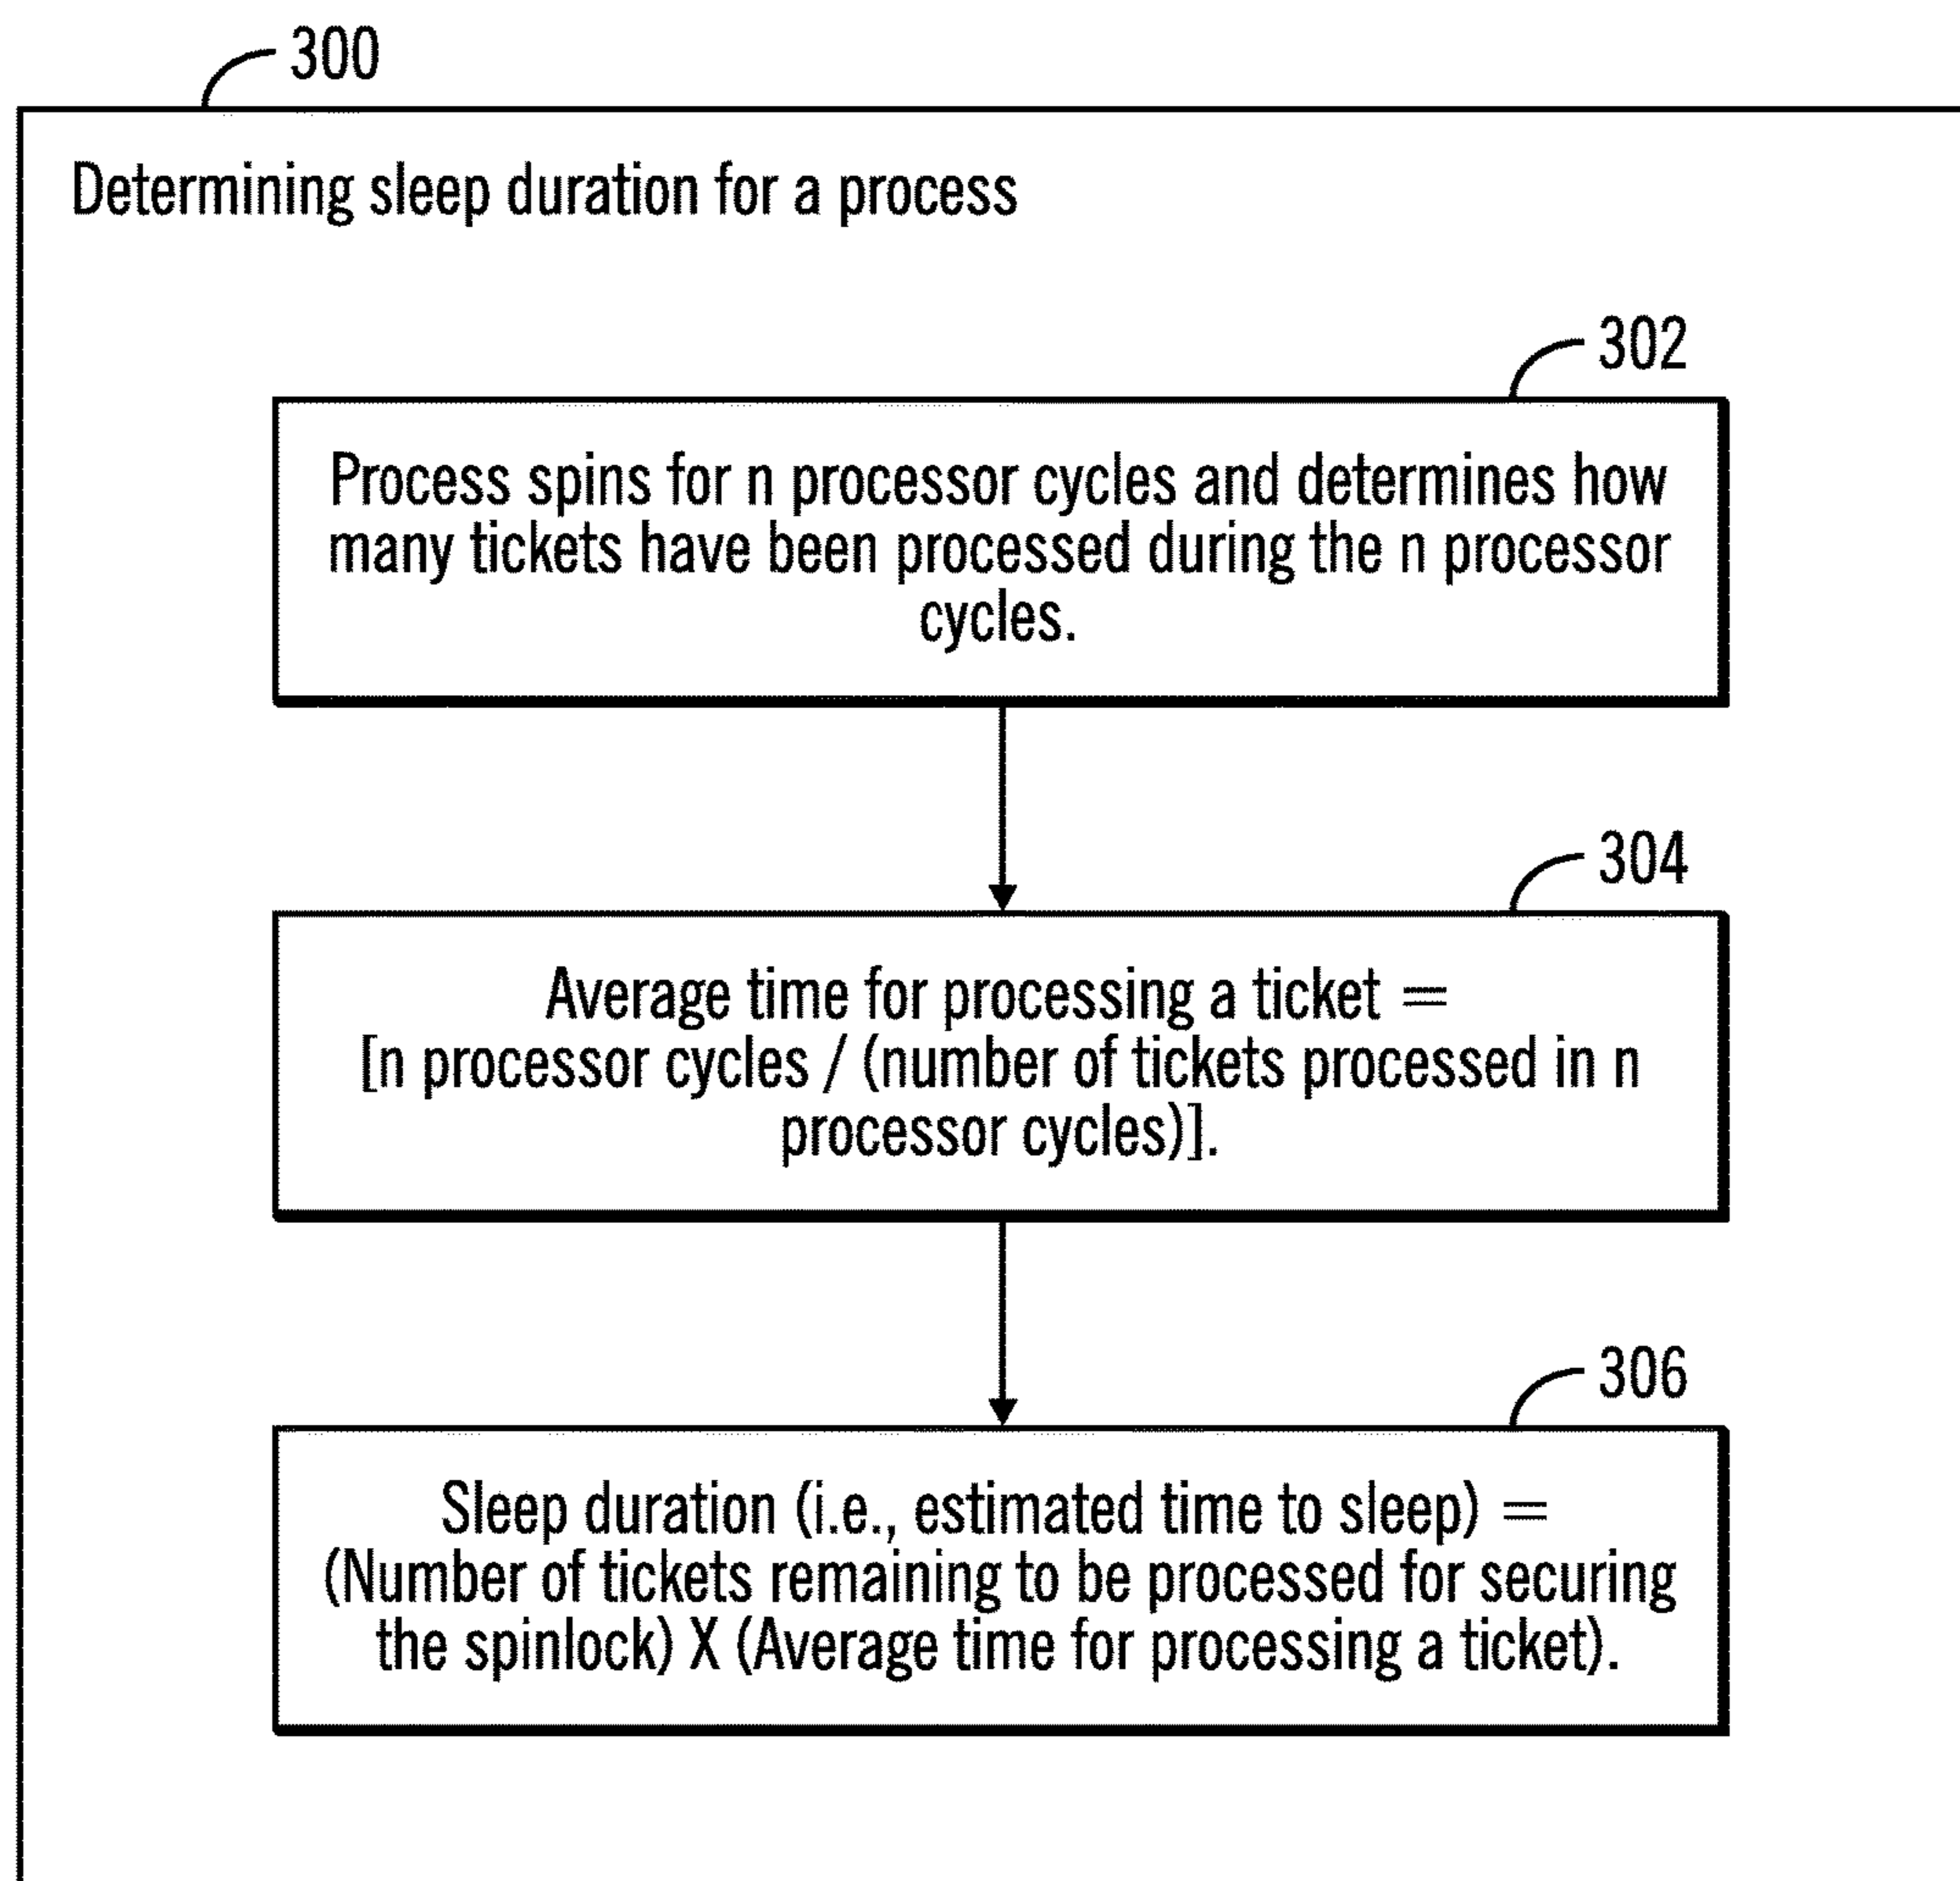 300
Determining sleep duration for a process
302
Process spins for n processor cycles and determines how
many tickets have been processed during the n processor
cycles.
304
Average time for processing a ticket =
[n processor cycles / (number of tickets processed in n
processor cycles)].
306
Sleep duration (i.e., estimated time to sleep) =
(Number of tickets remaining to be processed for securing
the spinlock) X (Average time for processing a ticket).